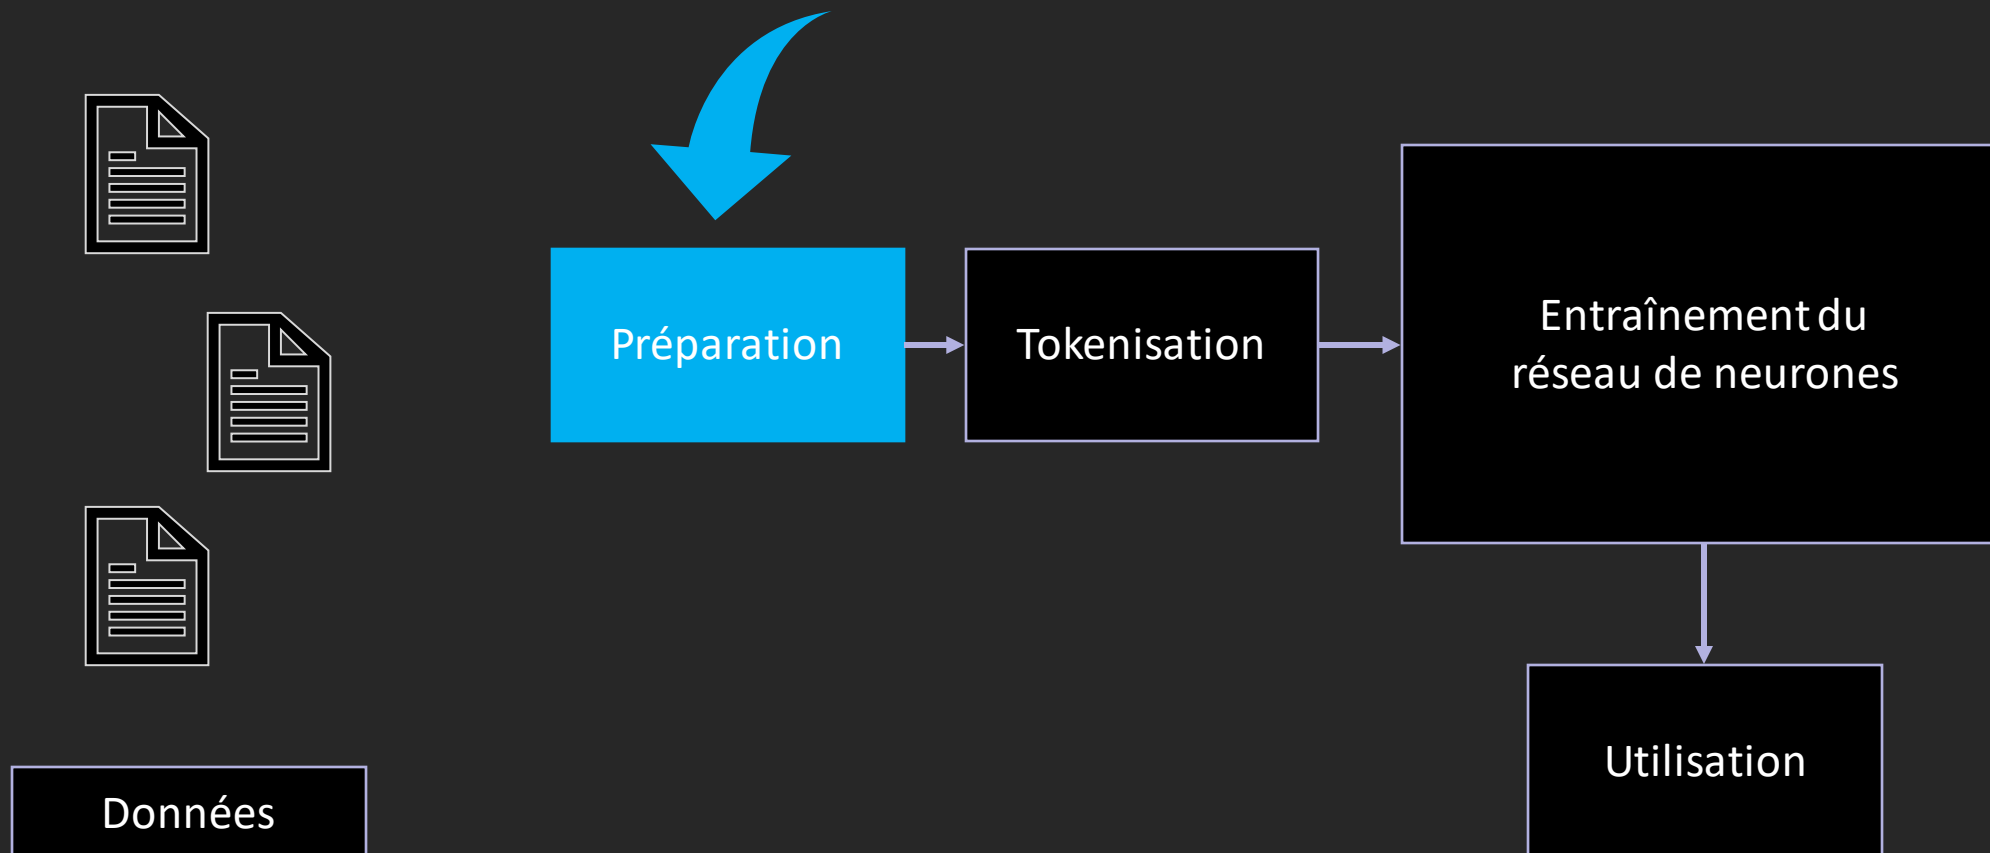 Préparation
Tokenisation
Entraînement du
réseau de neurones
Utilisation
Données